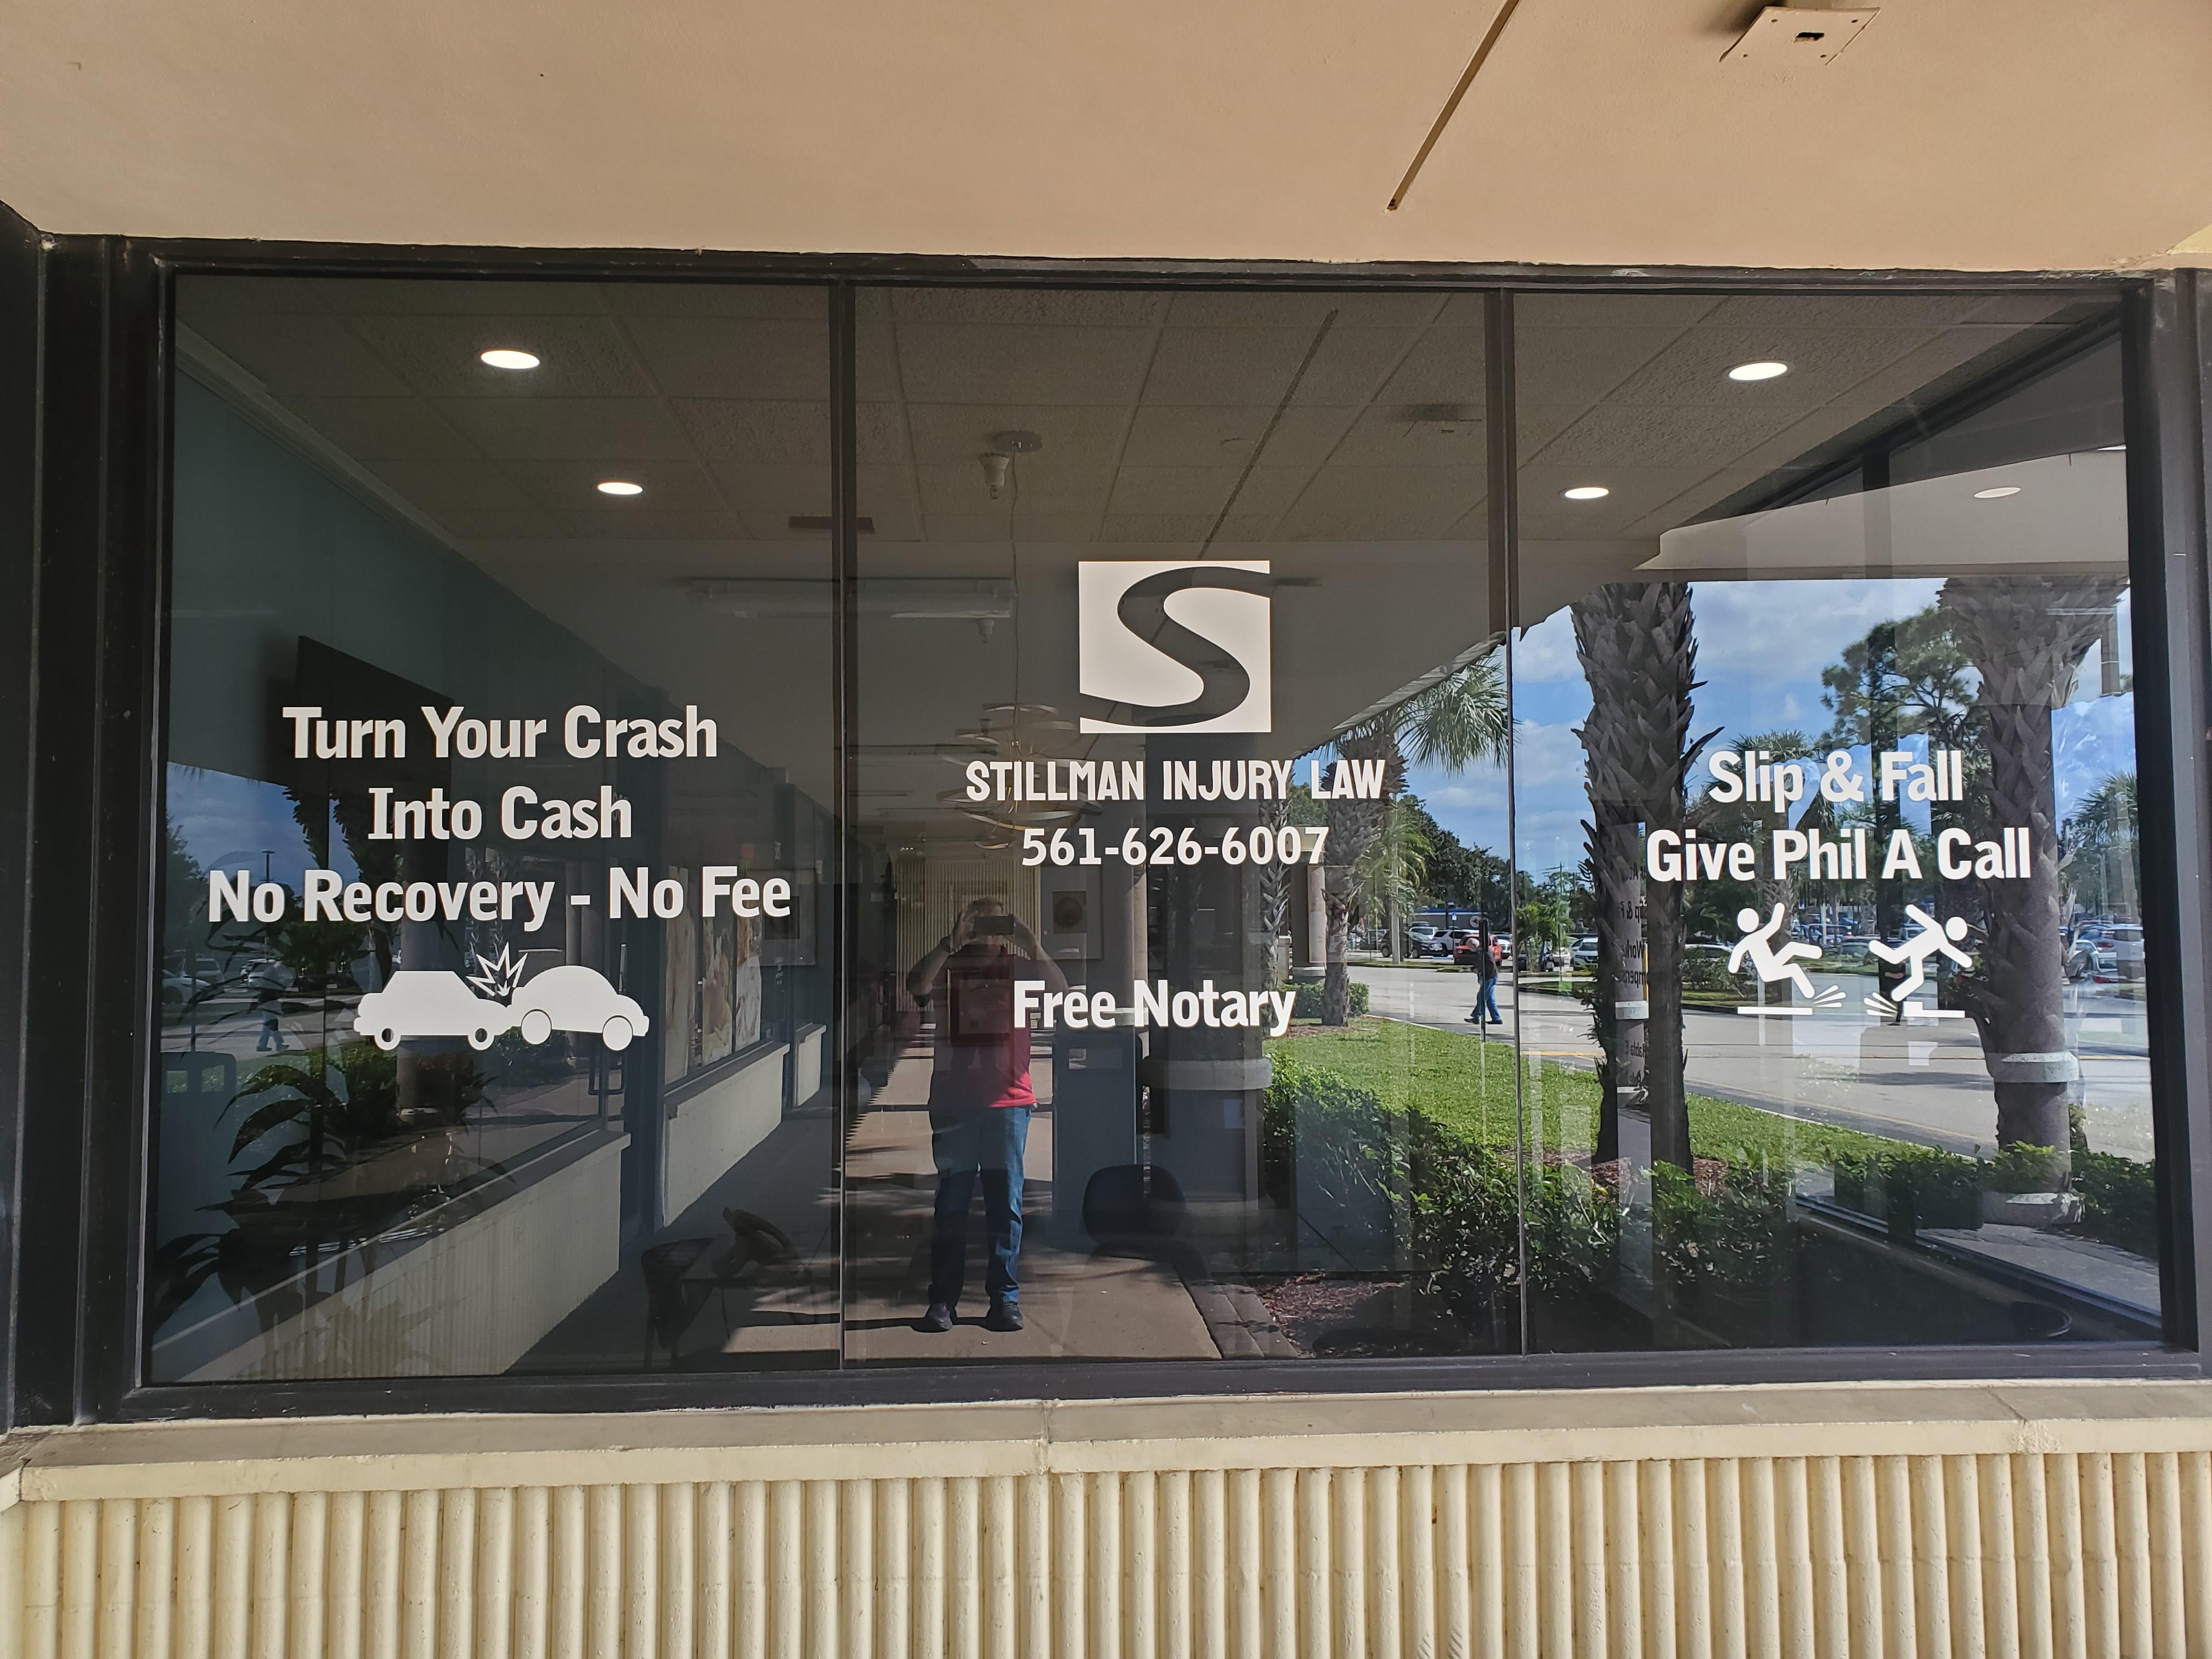 Turn Your Crash
Into Cash
No Recovery - No Fee
S
STILLMAN INJURY LAW
561-626-6007
Free Notary
Slip & Fall
Give Phil A Call